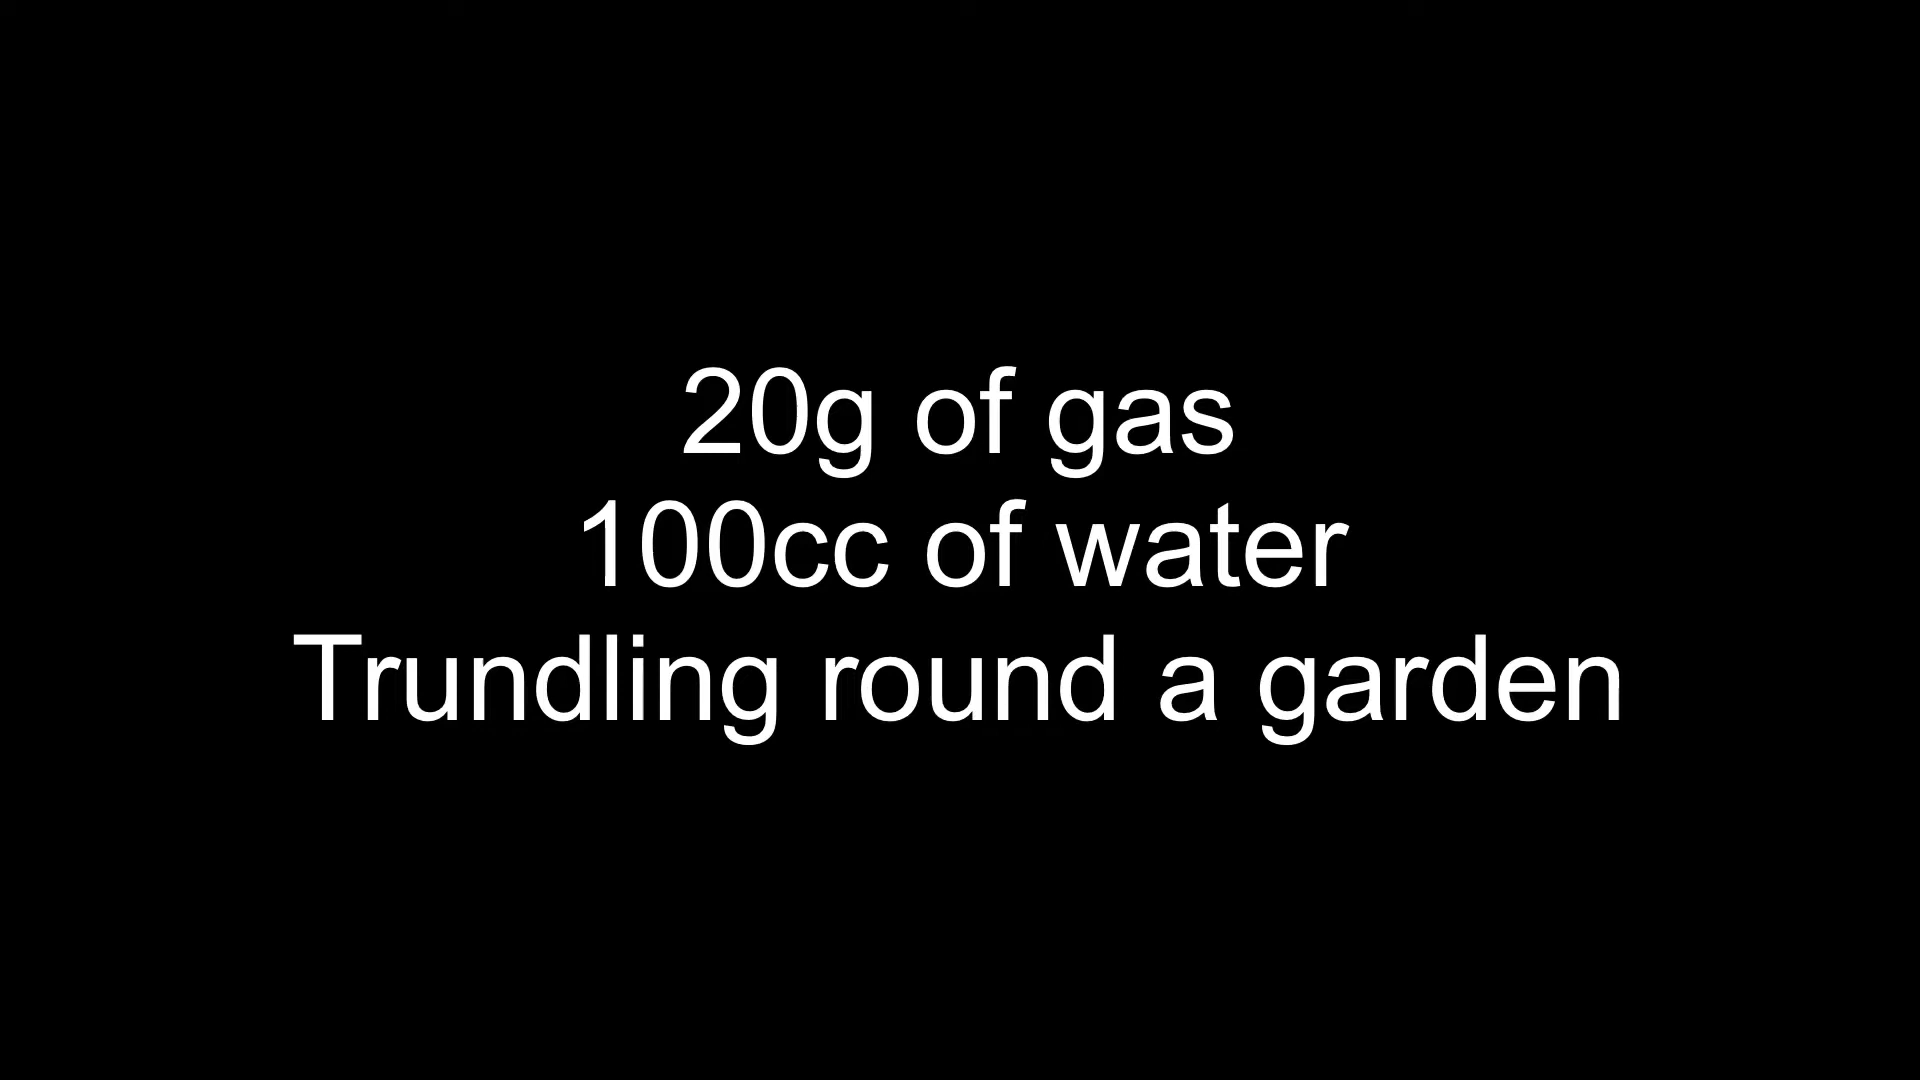 20g of gas
100cc of water
Trundling round a garden